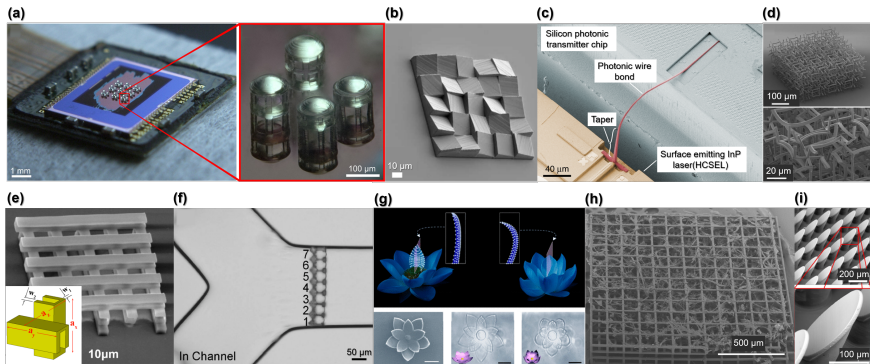 (a)
1 mm
100 μm
(b)
10 μm
(c)
Silicon photonic
transmitter chip
Photonic wire
bond
Taper
Surface emitting InP
laser(HCSEL)
40 μm
(d)
100 μm
20 μm
(e)
10μm
(f)
7
6
5
4
3
2
1
In Channel
50 μm
(g)
(h)
500 μm
(i)
200 μm
100 μm